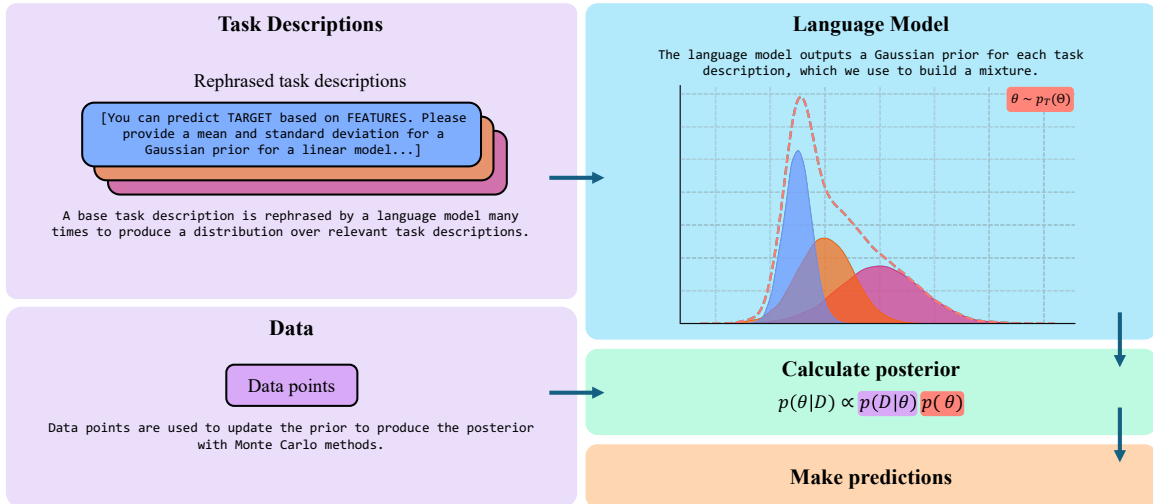 Task Descriptions
Rephrased task descriptions
[You can predict TARGET based on FEATURES. Please
provide a mean and standard deviation for a
Gaussian prior for a linear model...]
A base task description is rephrased by a language model many
times to produce a distribution over relevant task descriptions.
Data
Data points
Data points are used to update the prior to produce the posterior
with Monte Carlo methods.
Language Model
The language model outputs a Gaussian prior for each task
description, which we use to build a mixture.
θ ~ p_T(Θ)
Calculate posterior
p(θ|D) ∝ p(D|θ) p( θ)
Make predictions